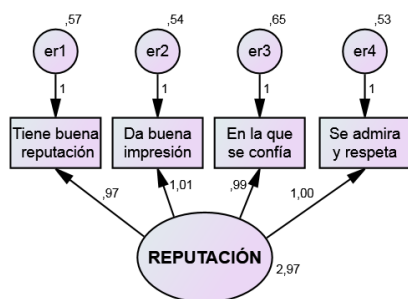 ,57
,54
,65
,53
er1
er2
er3
er4
1
1
1
1
Tiene buena
reputación
Da buena
impresión
En la que
se confía
Se admira
y respeta
,97
1,01
,99
1,00
REPUTACIÓN
2,97